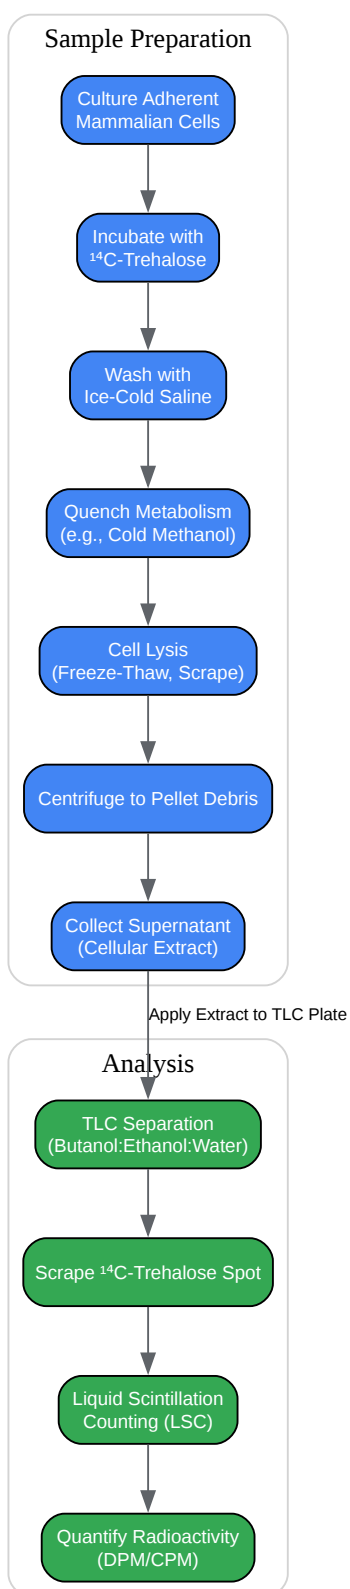 Sample Preparation
Culture Adherent
Mammalian Cells
Incubate with
¹⁴C-Trehalose
Wash with
Ice-Cold Saline
Quench Metabolism
(e.g., Cold Methanol)
Cell Lysis
(Freeze-Thaw, Scrape)
Centrifuge to Pellet Debris
Collect Supernatant
(Cellular Extract)
Apply Extract to TLC Plate
Analysis
TLC Separation
(Butanol:Ethanol:Water)
Scrape ¹⁴C-Trehalose Spot
Liquid Scintillation
Counting (LSC)
Quantify Radioactivity
(DPM/CPM)